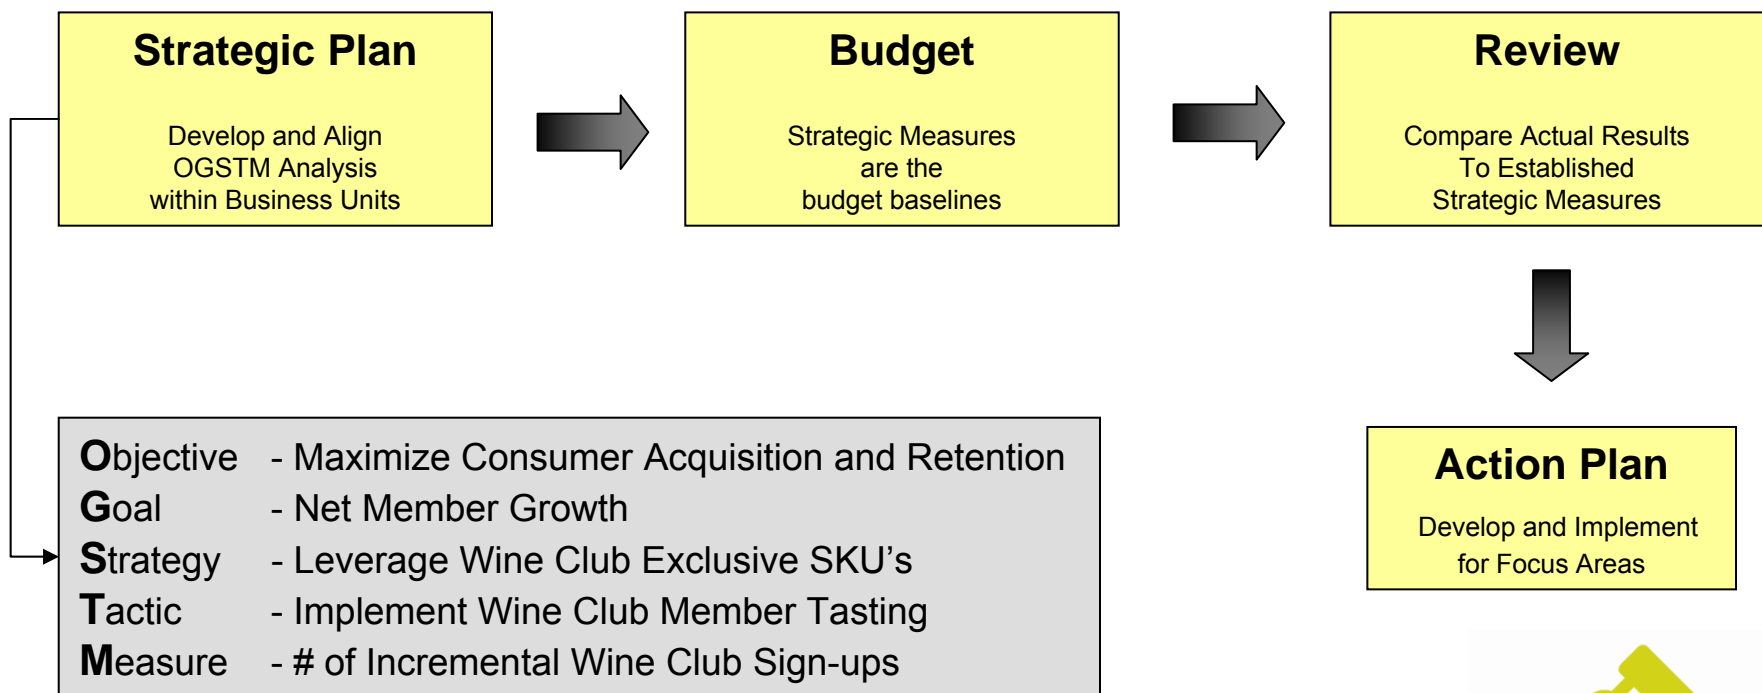 Strategic Plan
Develop and Align
OGSTM Analysis
within Business Units
Budget
Strategic Measures
are the
budget baselines
Review
Compare Actual Results
To Established
Strategic Measures
Objective - Maximize Consumer Acquisition and Retention
Goal - Net Member Growth
Strategy - Leverage Wine Club Exclusive SKU’s
Tactic - Implement Wine Club Member Tasting
Measure - # of Incremental Wine Club Sign-ups
Action Plan
Develop and Implement
for Focus Areas